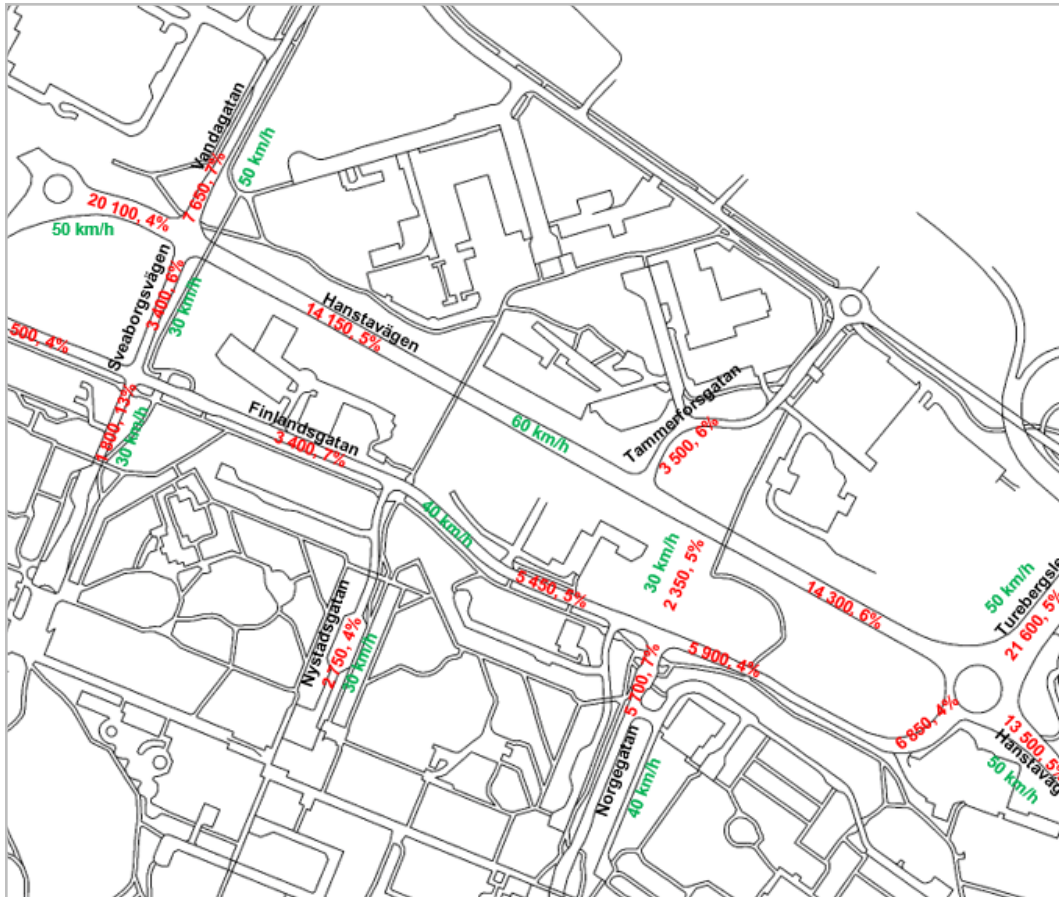 Vandagatan
7 650, 7%
50 km/h
20 100, 4%
50 km/h
Sveaborgsvägen
3 400, 6%
30 km/h
Hanstavägen
14 150, 5%
500, 4%
1 800, 13%
30 km/h
Finlandsgatan
3 400, 7%
60 km/h
Tammerforsgatan
3 500, 6%
40 km/h
5 450, 5%
30 km/h
2 350, 5%
14 300, 6%
50 km/h
Turebergsle
21 600, 5%
Nystadsgatan
2 750, 4%
30 km/h
5 700, 7%
5 900, 4%
6 850, 4%
13 500, 5%
Hanstaväg
50 km/h
Norgegatan
40 km/h